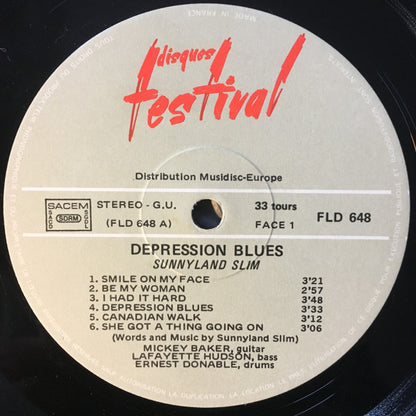 MADE IN FRANCE
disques
festival
Distribution Musidisc-Europe
SACEM
SACD SDRM SGDL
STEREO - G.U.
(FLD 648 A)
33 tours
FACE 1
FLD 648
DEPRESSION BLUES
SUNNYLAND SLIM
1. SMILE ON MY FACE 3'21
2. BE MY WOMAN 2'57
3. I HAD IT HARD 3'48
4. DEPRESSION BLUES 3'33
5. CANADIAN WALK 3'12
6. SHE GOT A THING GOING ON 3'06
(Words and Music by Sunnyland Slim)
MICKEY BAKER, guitar
LAFAYETTE HUDSON, bass
ERNEST DONABLE, drums